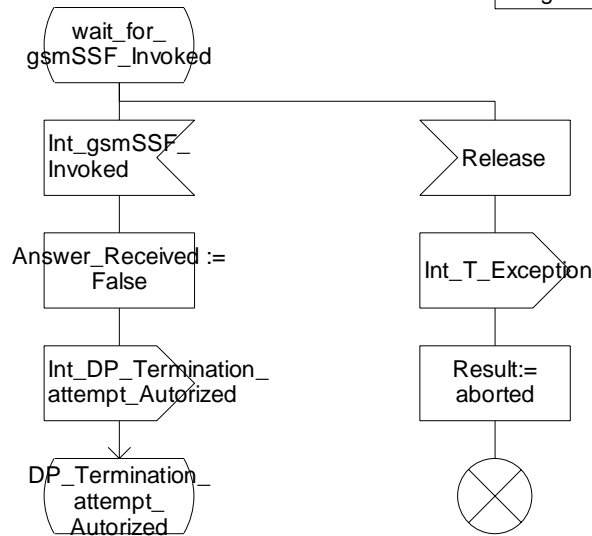 wait_for_
gsmSSF_Invoked
Int_gsmSSF_
Invoked
Release
Answer_Received :=
False
Int_T_Exception
Int_DP_Termination_
attempt_Autorized
Result:=
aborted
DP_Termination_
attempt_
Autorized